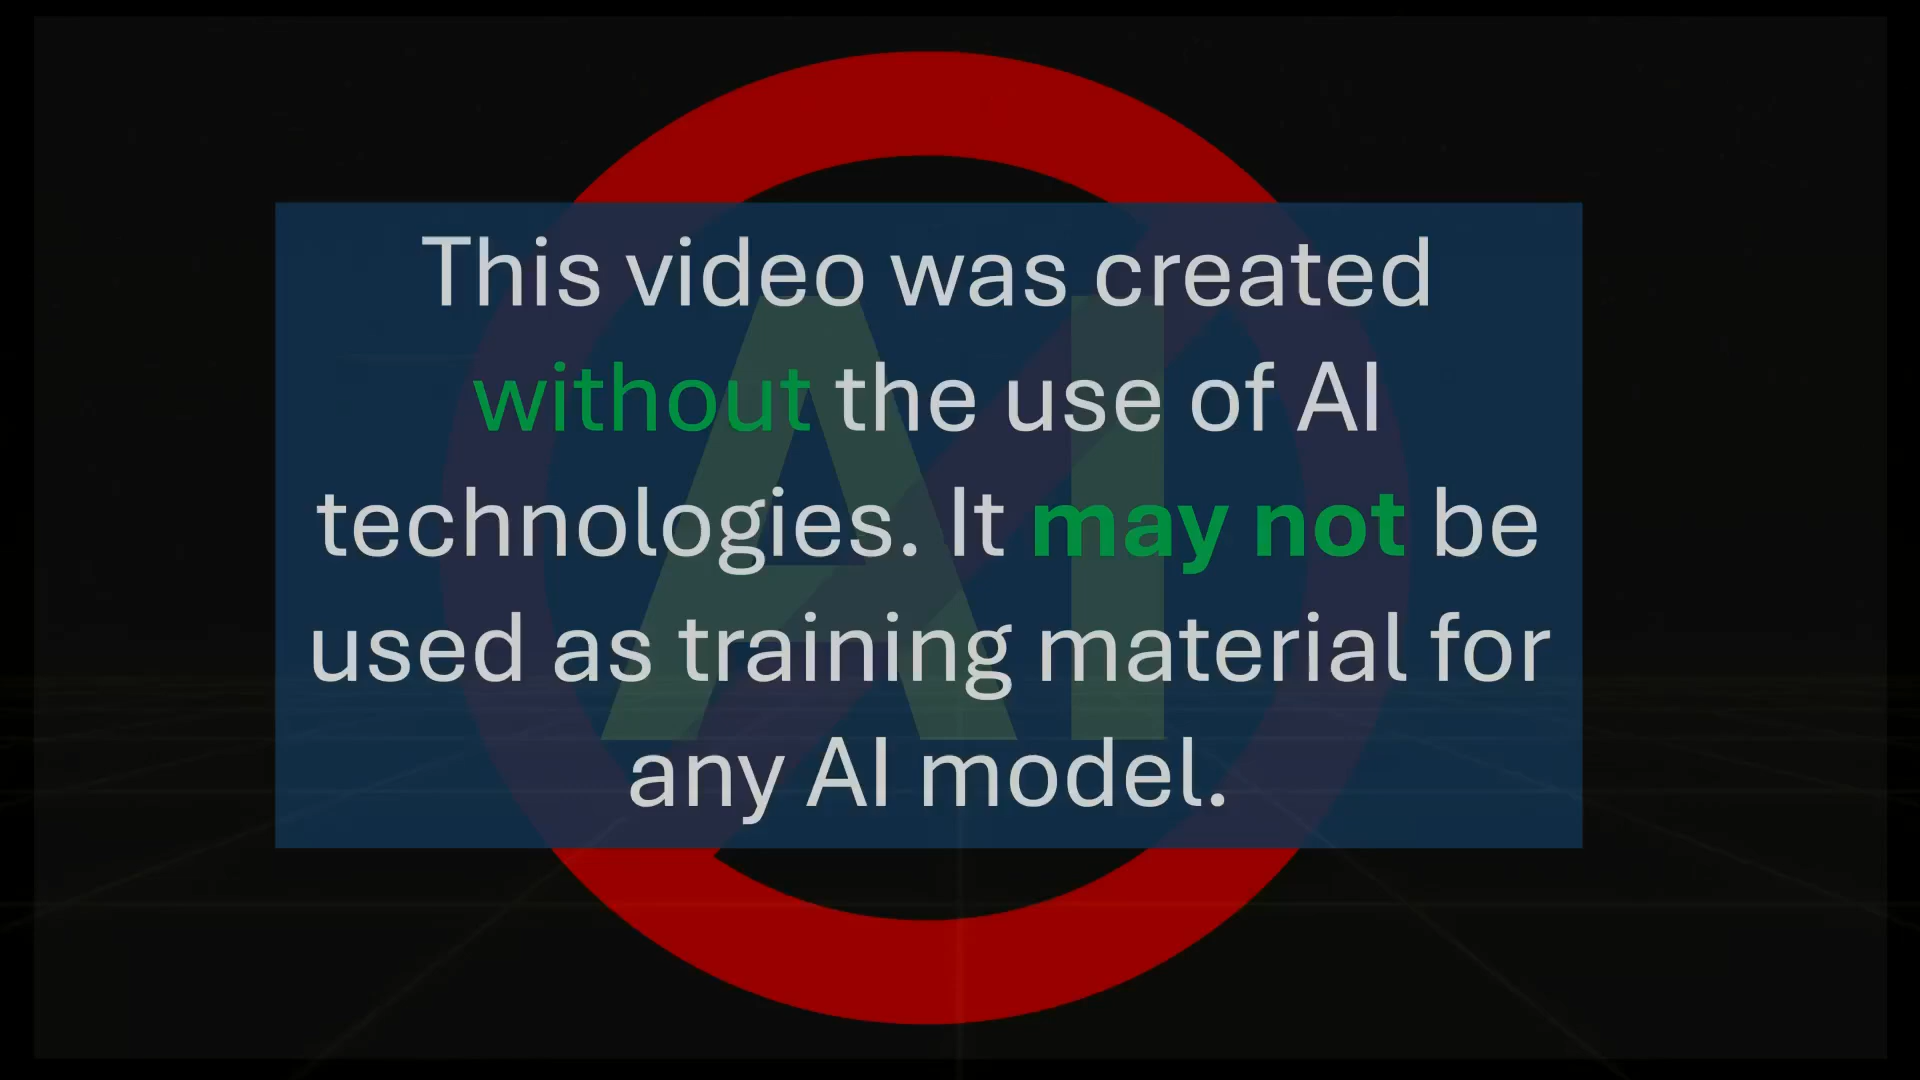 This video was created
without the use of AI
technologies. It may not be
used as training material for
any AI model.
AI